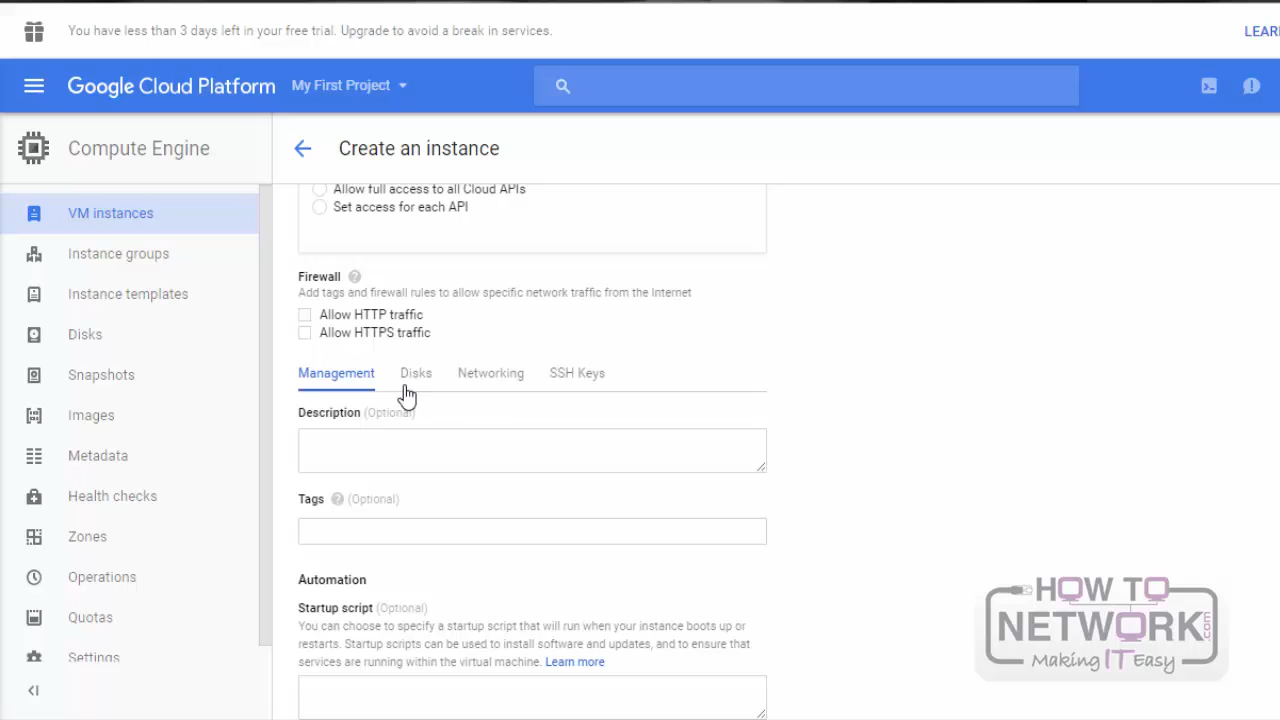 You have less than 3 days left in your free trial. Upgrade to avoid a break in services.
LEAR
Google Cloud Platform
My First Project
Compute Engine
Create an instance
VM instances
Instance groups
Instance templates
Disks
Snapshots
Images
Metadata
Health checks
Zones
Operations
Quotas
Settings
Allow full access to all Cloud APIs
Set access for each API
Firewall
Add tags and firewall rules to allow specific network traffic from the Internet
Allow HTTP traffic
Allow HTTPS traffic
Management Disks Networking SSH Keys
Description (Optional)
Tags (Optional)
Automation
Startup script (Optional)
You can choose to specify a startup script that will run when your instance boots up or
restarts. Startup scripts can be used to install software and updates, and to ensure that
services are running within the virtual machine. Learn more
HOW TO
NETWORK.com
Making IT Easy